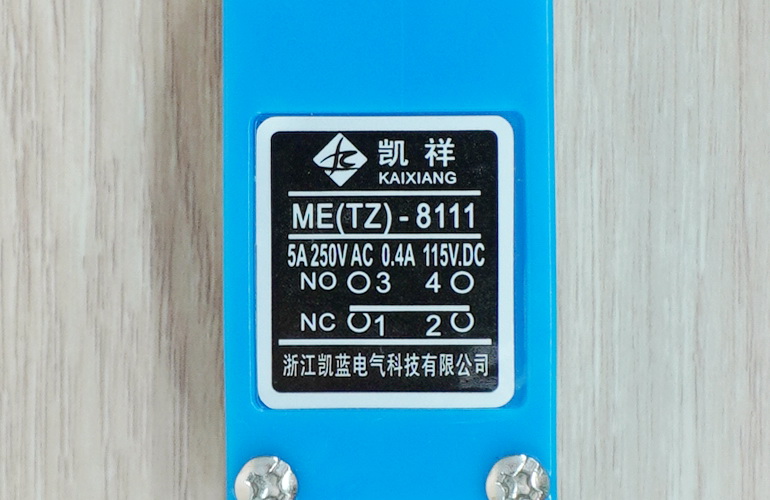 凯祥
KAIXIANG
ME(TZ)-8111
5A 250V AC 0.4A 115V.DC
NO 3 4
NC 1 2
浙江凯蓝电气科技有限公司